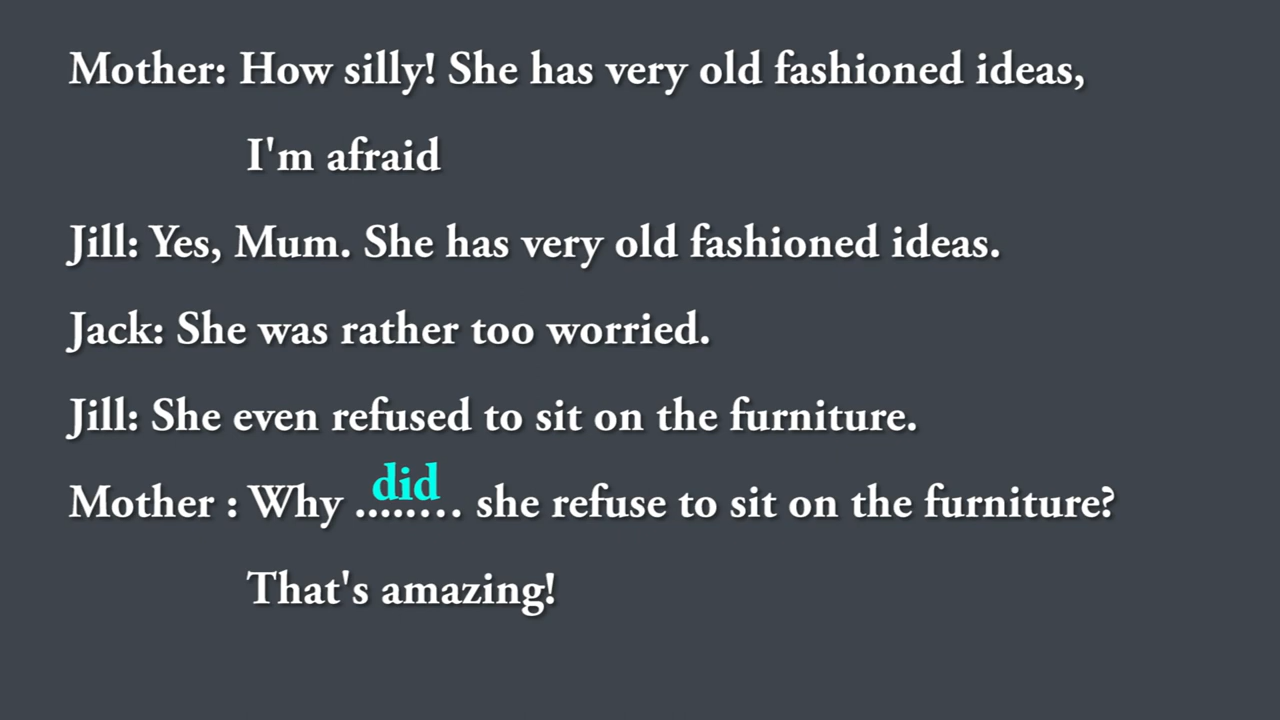 Mother: How silly! She has very old fashioned ideas,
I'm afraid
Jill: Yes, Mum. She has very old fashioned ideas.
Jack: She was rather too worried.
Jill: She even refused to sit on the furniture.
Mother : Why ...did..... she refuse to sit on the furniture?
That's amazing!